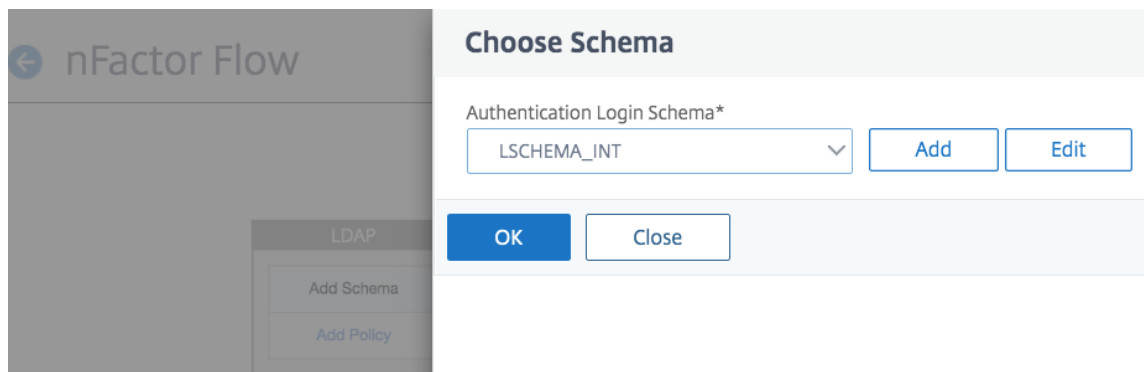 nFactor Flow
LDAP
Add Schema
Add Policy
Choose Schema
Authentication Login Schema*
LSCHEMA_INT
Add
Edit
OK
Close